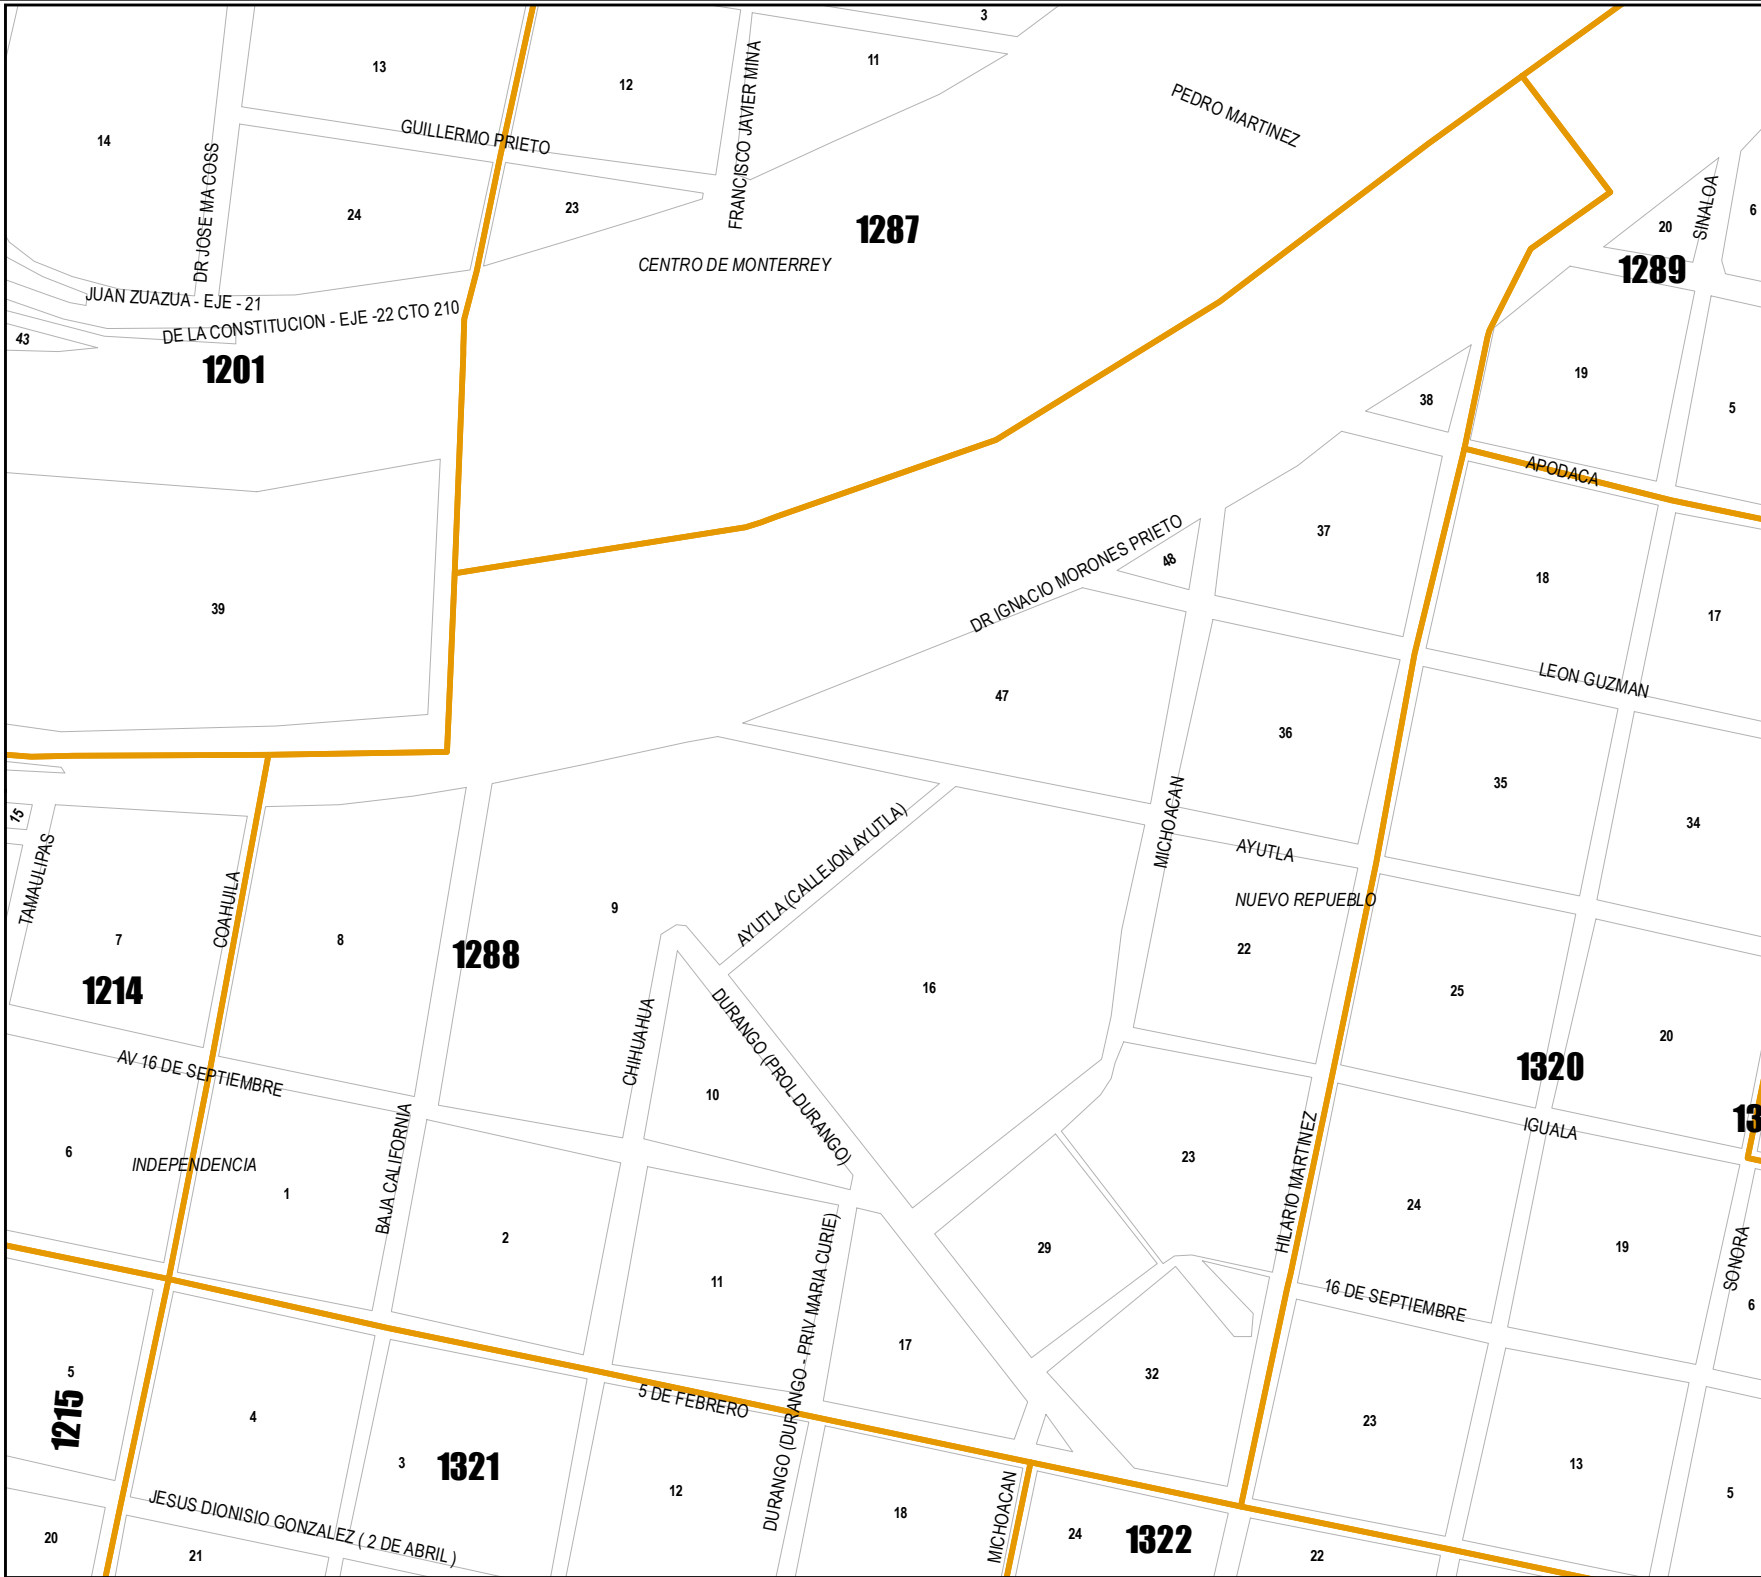 3
13
12
11
14
GUILLERMO PRIETO
FRANCISCO JAVIER MINA
PEDRO MARTINEZ
DR JOSE MA COSS
24
23
1287
CENTRO DE MONTERREY
20
SINALOA
6
1289
JUAN ZUAZUA - EJE - 21
DE LA CONSTITUCION - EJE -22 CTO 210
43
1201
19
38
5
APODACA
37
DR IGNACIO MORONES PRIETO
48
18
17
39
LEON GUZMAN
47
36
35
34
15
TAMAULIPAS
COAHUILA
AYUTLA (CALLEJON AYUTLA)
MICHOACAN
AYUTLA
NUEVO REPUEBLO
9
7
8
1288
22
16
25
1214
CHIHUAHUA
DURANGO (PROL DURANGO)
20
1320
AV 16 DE SEPTIEMBRE
10
13
IGUALA
6
INDEPENDENCIA
1
BAJA CALIFORNIA
23
HILARIO MARTINEZ
24
2
29
19
SONORA
11
DURANGO (DURANGO - PRIV MARIA CURIE)
16 DE SEPTIEMBRE
6
17
5
32
1215
4
5 DE FEBRERO
23
3
1321
13
12
18
MICHOACAN
5
JESUS DIONISIO GONZALEZ ( 2 DE ABRIL )
20
21
24
1322
22